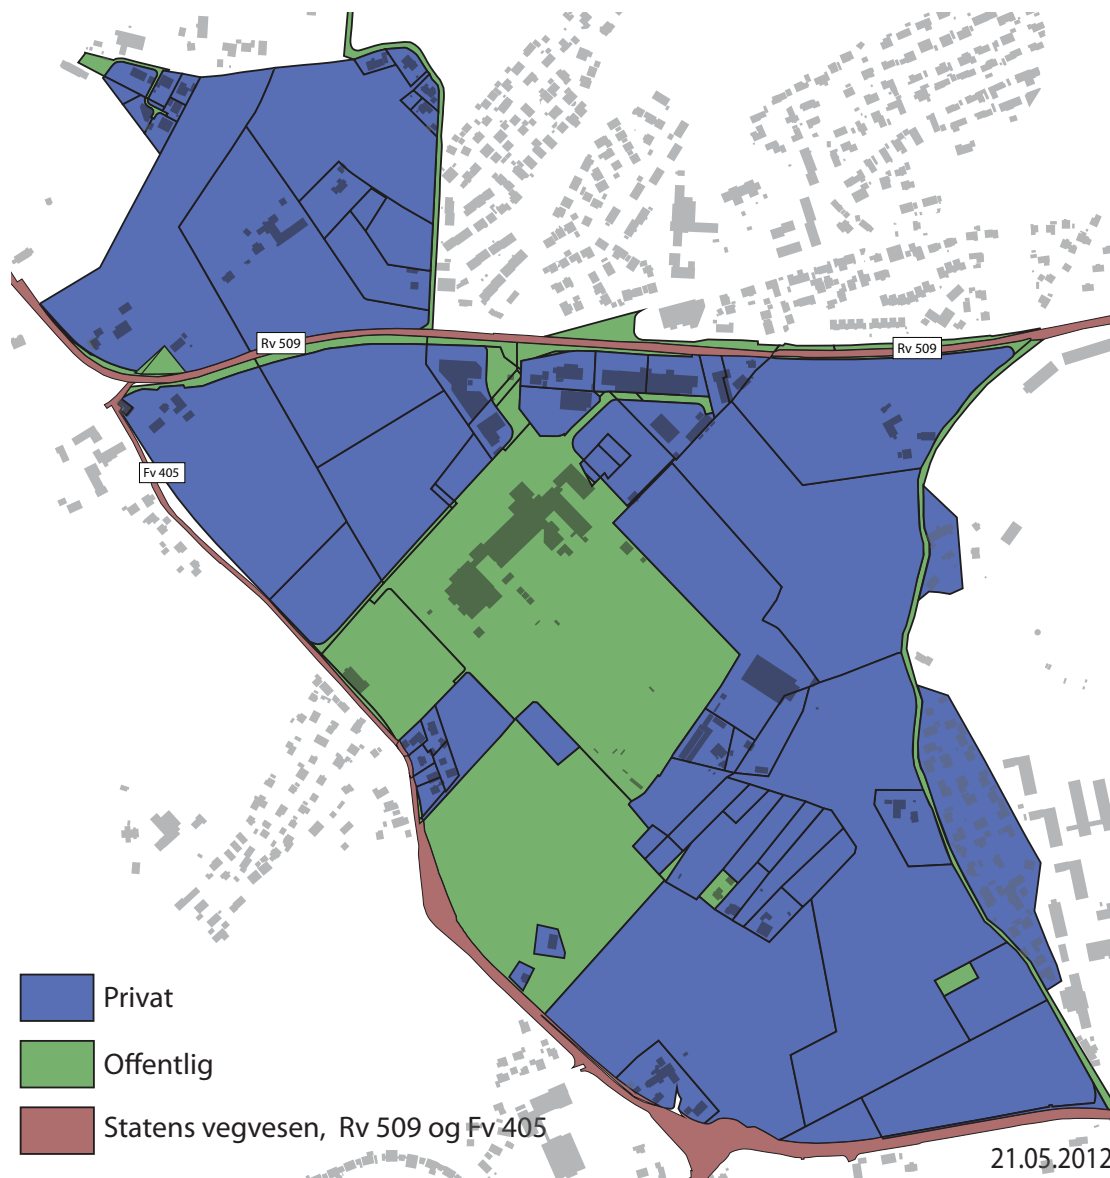 Rv 509
Rv 509
Fv 405
Privat
Offentlig
Statens vegvesen, Rv 509 og Fv 405
21.05.2012